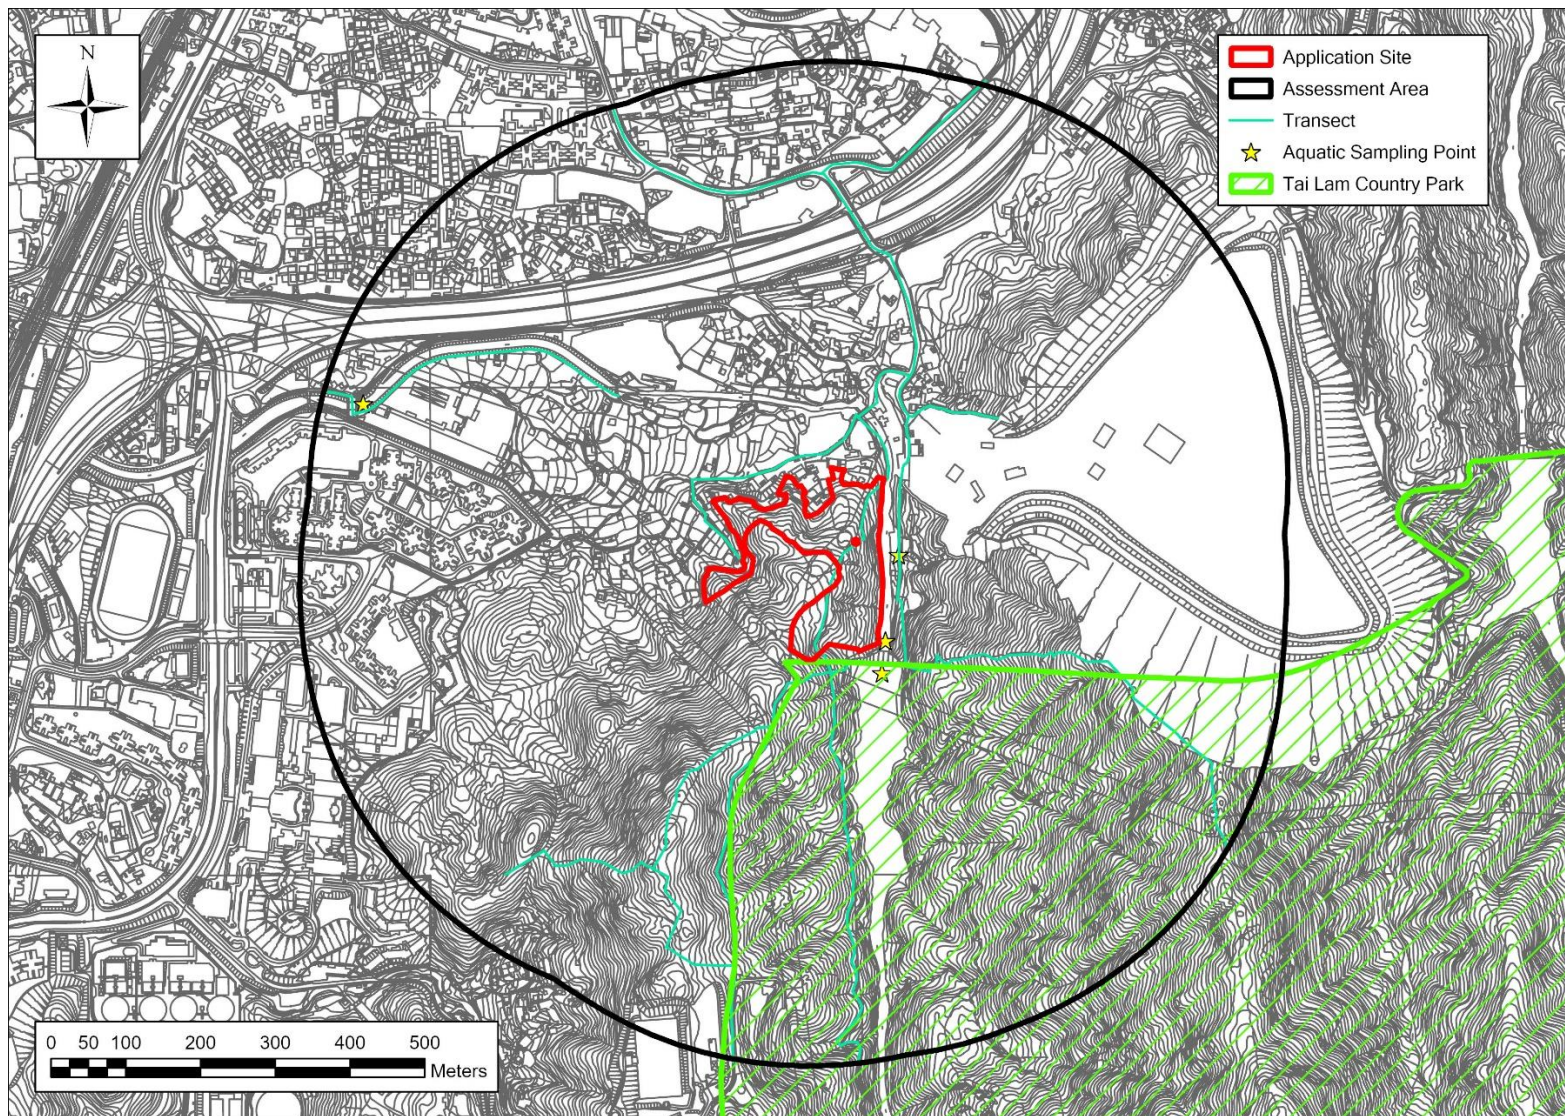 N
Application Site
Assessment Area
Transect
Aquatic Sampling Point
Tai Lam Country Park
0 50 100 200 300 400 500
Meters